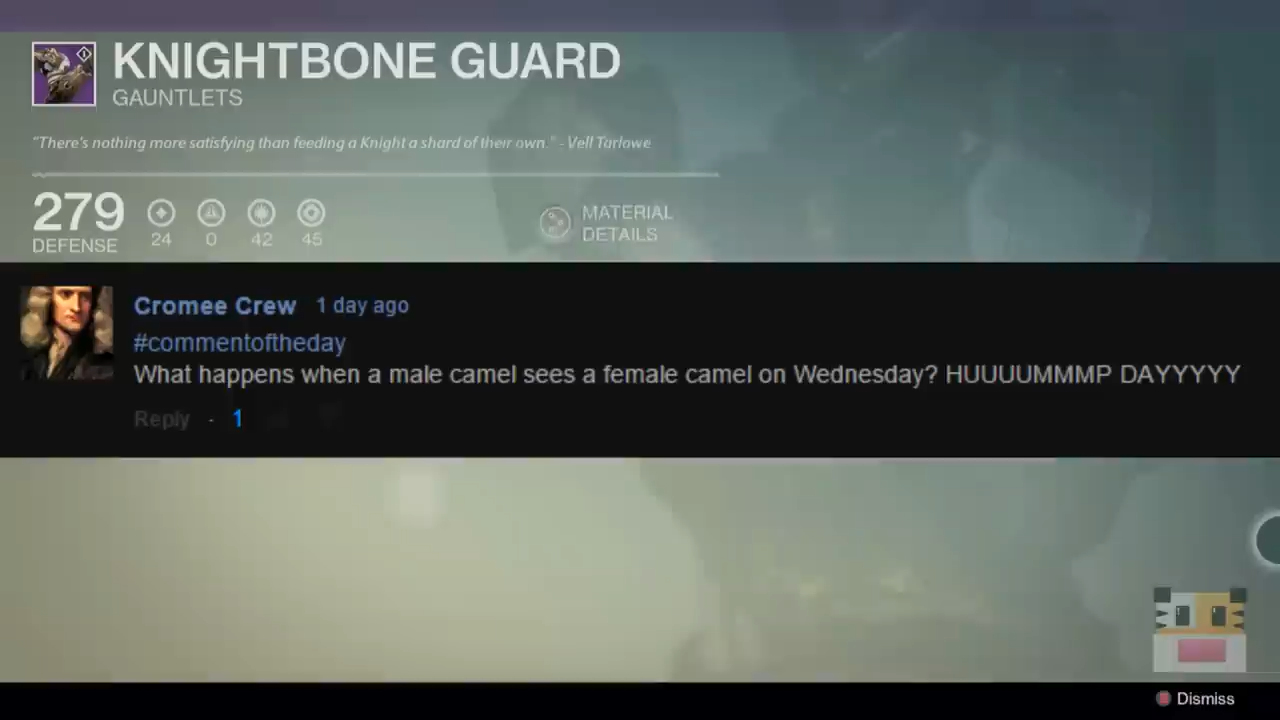 KNIGHTBONE GUARD
GAUNTLETS
"There's nothing more satisfying than feeding a Knight a shard of their own." - Vell Tarlowe
279
DEFENSE
24 0 42 45
MATERIAL
DETAILS
Cromee Crew 1 day ago
#commentoftheday
What happens when a male camel sees a female camel on Wednesday? HUUUUMMMP DAYYYYY
Reply · 1
Dismiss